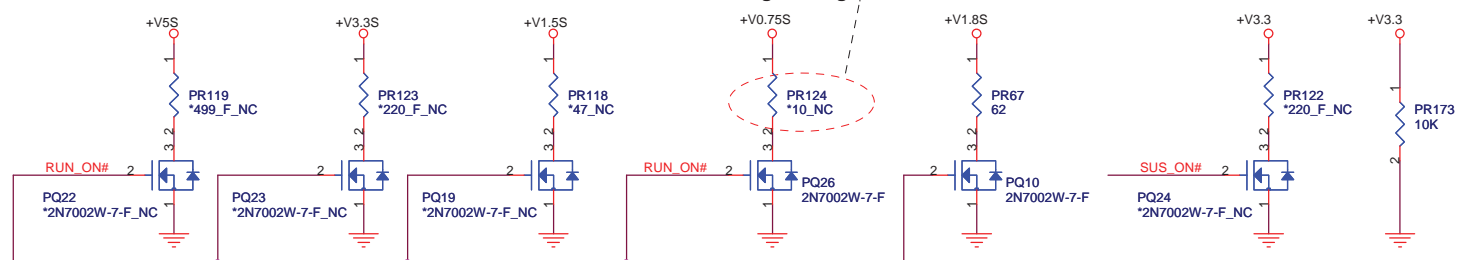 +V5S
1
PR119
*499_F_NC
2
3
RUN_ON#
2
PQ22
*2N7002W-7-F_NC
1
+V3.3S
1
PR123
*220_F_NC
2
3
2
PQ23
*2N7002W-7-F_NC
1
+V1.5S
1
PR118
*47_NC
2
3
2
PQ19
*2N7002W-7-F_NC
1
+V0.75S
1
PR124
*10_NC
2
3
RUN_ON#
2
PQ26
2N7002W-7-F
1
+V1.8S
1
PR67
62
2
3
2
PQ10
2N7002W-7-F
1
+V3.3
1
PR122
*220_F_NC
2
3
SUS_ON#
2
PQ24
*2N7002W-7-F_NC
1
+V3.3
1
PR173
10K
2